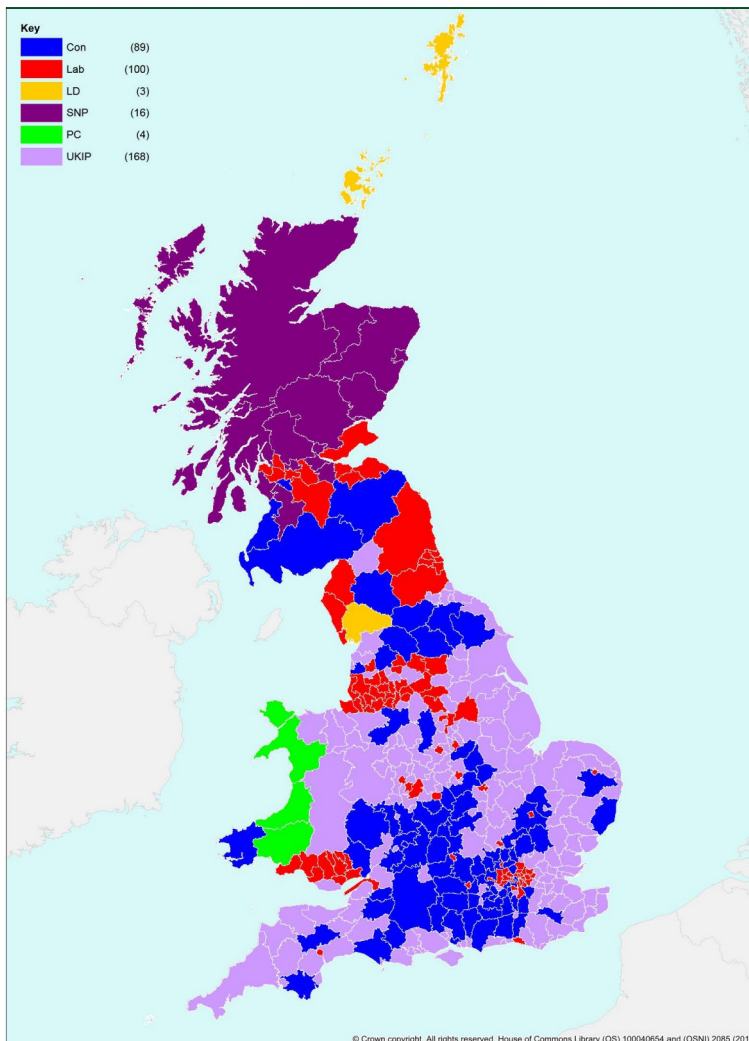 Key
Con (89)
Lab (100)
LD (3)
SNP (16)
PC (4)
UKIP (168)
© Crown copyright. All rights reserved. House of Commons Library (OS) 100040654 and (OSNI) 2085 (201